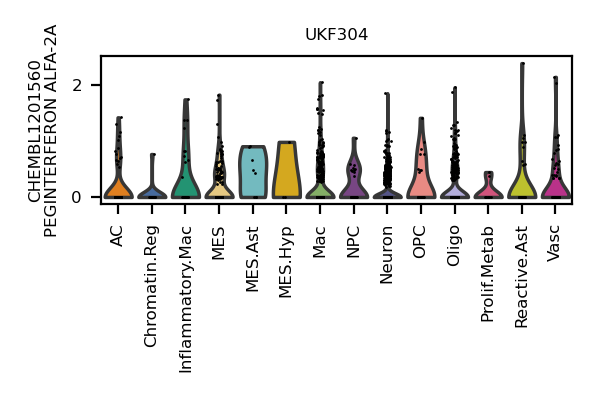 UKF304
CHEMBL1201560
PEGINTERFERON ALFA-2A
2
0
AC
Chromatin.Reg
Inflammatory.Mac
MES
MES.Ast
MES.Hyp
Mac
NPC
Neuron
OPC
Oligo
Prolif.Metab
Reactive.Ast
Vasc